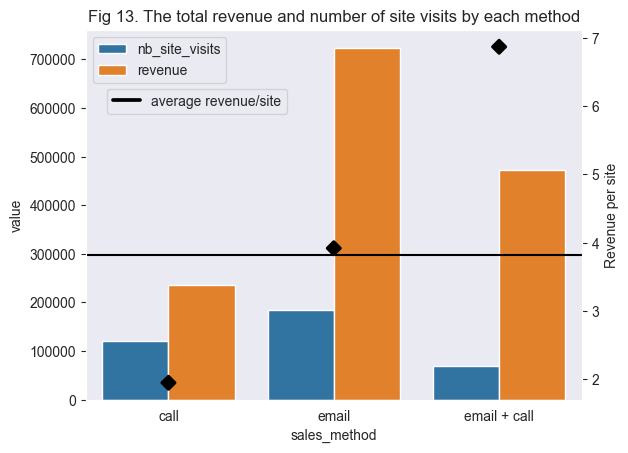 Fig 13. The total revenue and number of site visits by each method
nb_site_visits
revenue
average revenue/site
700000
600000
500000
400000
300000
200000
100000
0
value
7
6
5
4
3
2
Revenue per site
call
email
email + call
sales_method